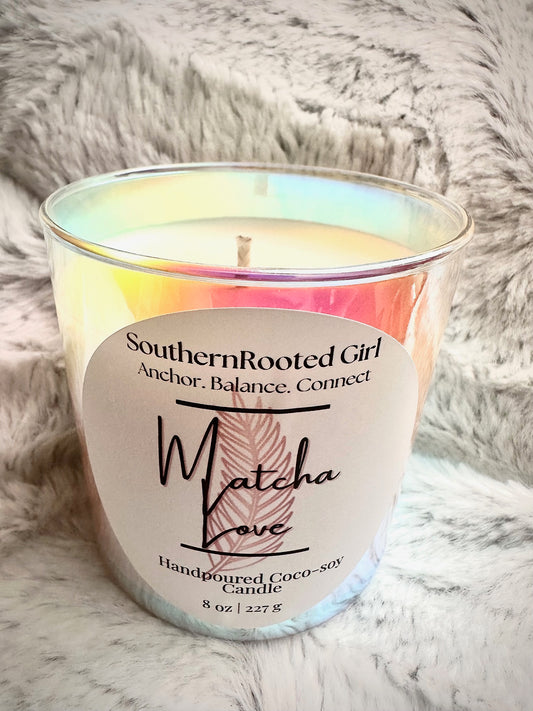 SouthernRooted Girl
Anchor. Balance. Connect
Matcha
Love
Handpoured Coco-soy
Candle
8 oz | 227 g